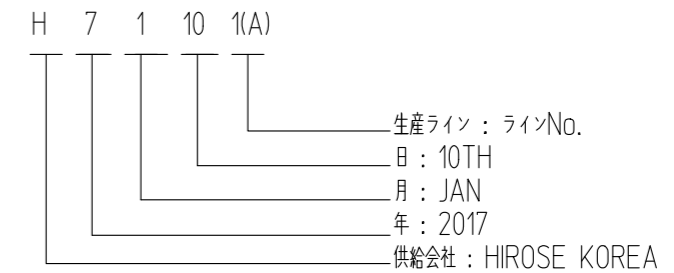 H 7 1 10 1(A)
生産ライン : ラインNo.
日 : 10TH
月 : JAN
年 : 2017
供給会社 : HIROSE KOREA